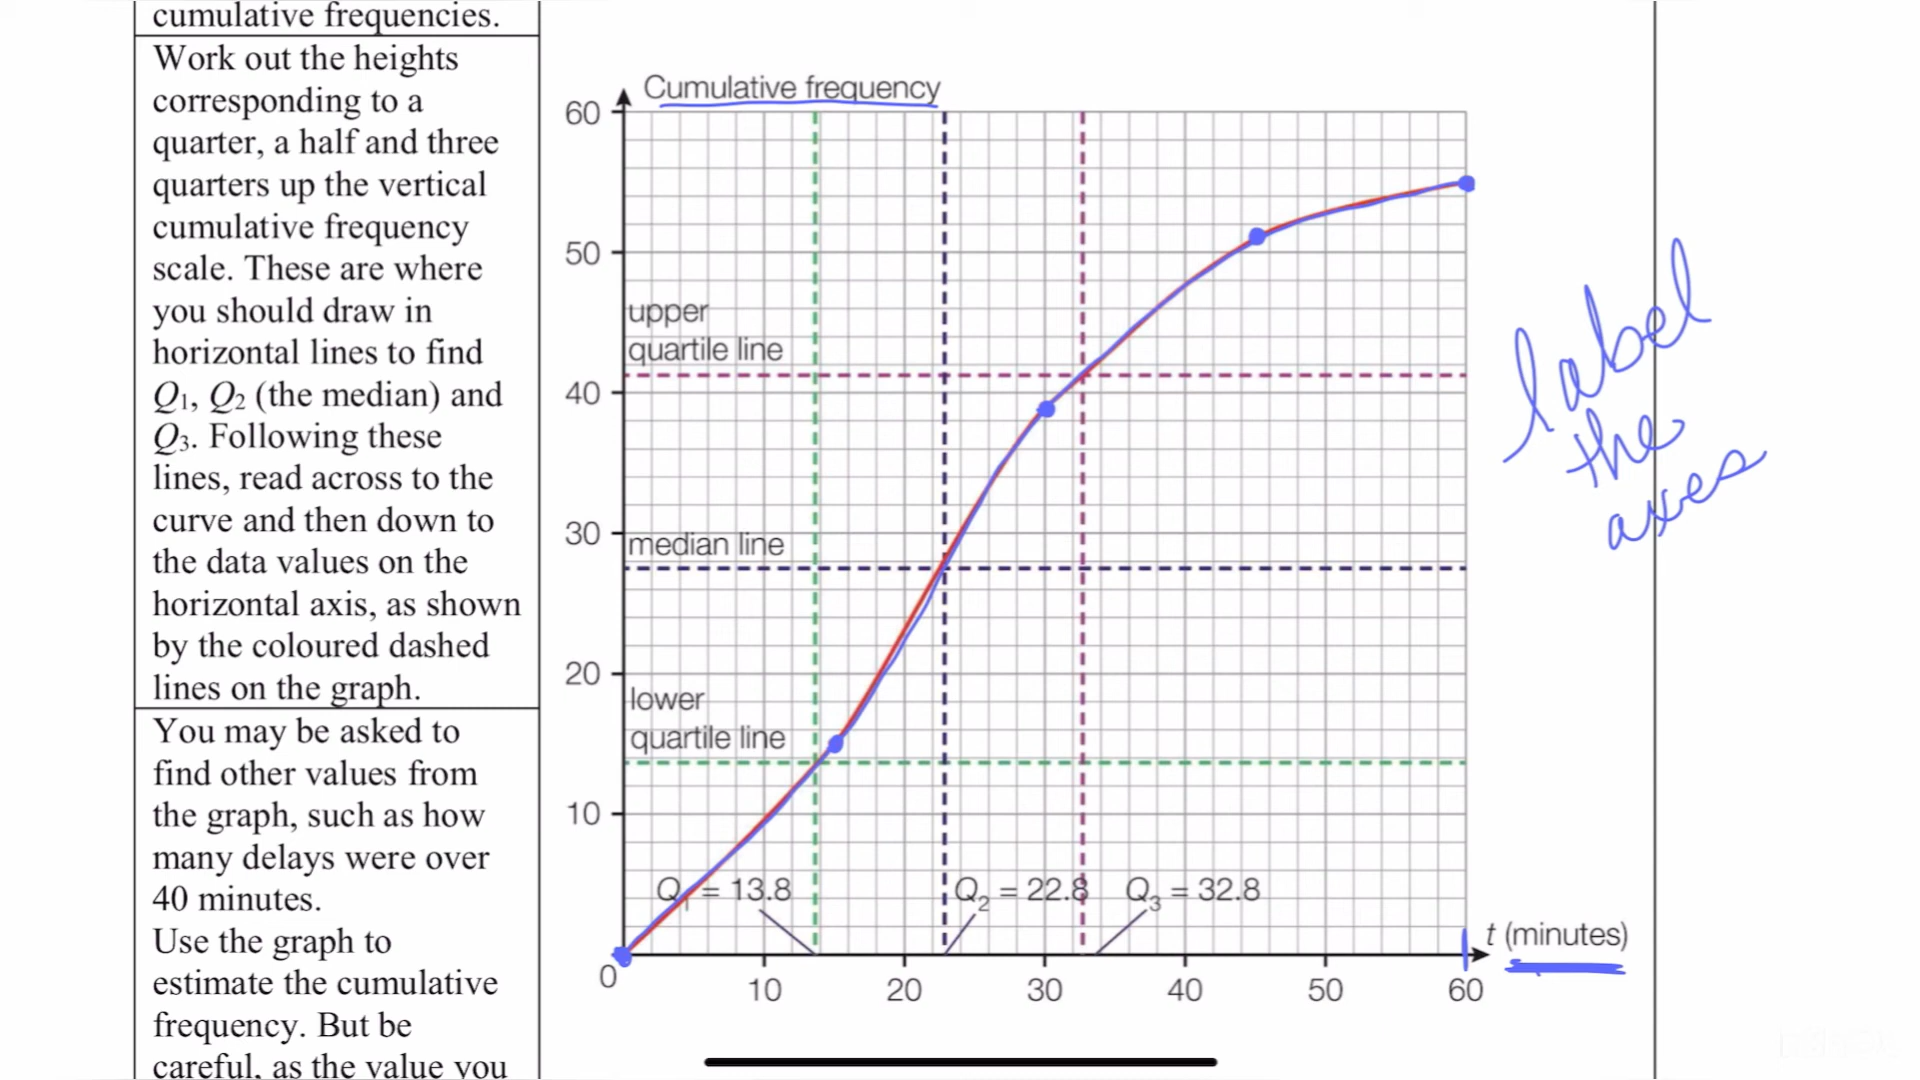 cumulative frequencies.
Work out the heights
corresponding to a
quarter, a half and three
quarters up the vertical
cumulative frequency
scale. These are where
you should draw in
horizontal lines to find
Q1, Q2 (the median) and
Q3. Following these
lines, read across to the
curve and then down to
the data values on the
horizontal axis, as shown
by the coloured dashed
lines on the graph.
You may be asked to
find other values from
the graph, such as how
many delays were over
40 minutes.
Use the graph to
estimate the cumulative
frequency. But be
careful, as the value you
Cumulative frequency
60
50
upper
quartile line
40
30
median line
20
lower
quartile line
10
Q1 = 13.8
Q2 = 22.8
Q3 = 32.8
t (minutes)
0
10
20
30
40
50
60
label
the
axes